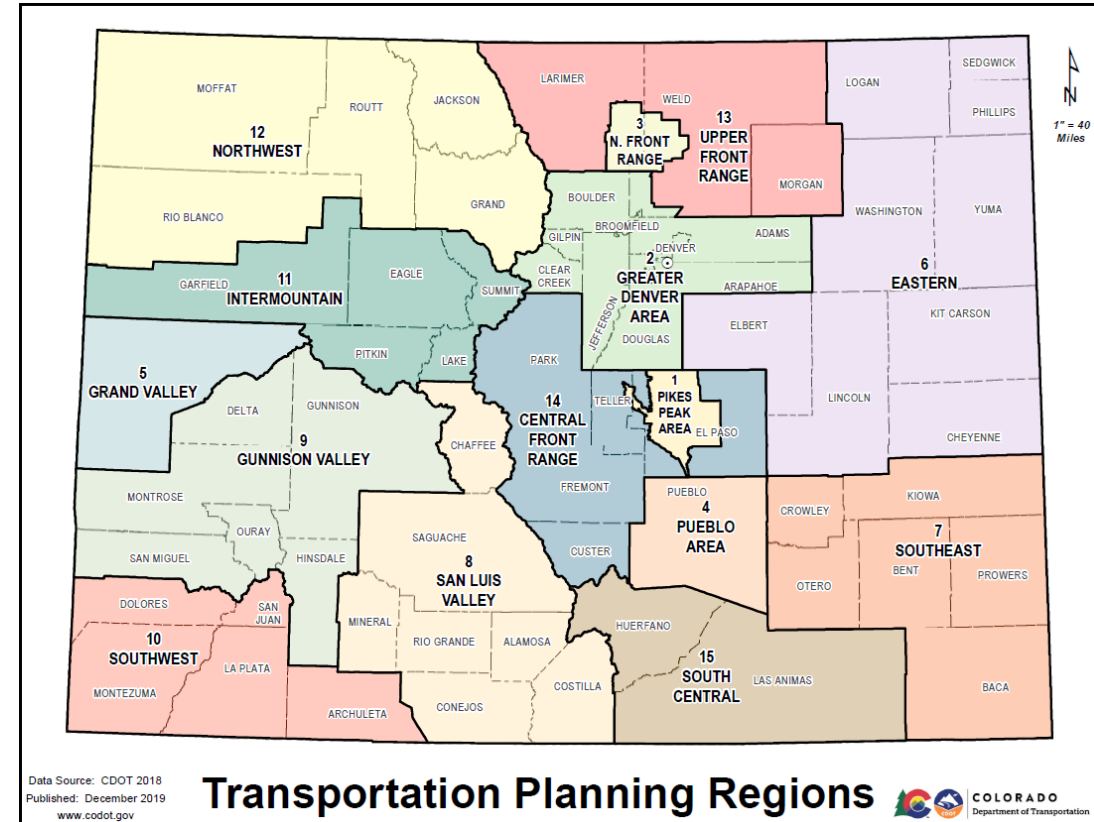 MOFFAT
ROUTT
JACKSON
LARIMER
WELD
LOGAN
SEDGWICK
PHILLIPS
N
1" = 40
Miles
12
NORTHWEST
3
N. FRONT
RANGE
13
UPPER
FRONT
RANGE
MORGAN
RIO BLANCO
GRAND
BOULDER
BROOMFIELD
GILPIN
DENVER
ADAMS
WASHINGTON
YUMA
CLEAR
CREEK
2
GREATER
DENVER
AREA
ARAPAHOE
JEFFERSON
DOUGLAS
6
EASTERN
GARFIELD
11
INTERMOUNTAIN
EAGLE
SUMMIT
ELBERT
KIT CARSON
PITKIN
LAKE
PARK
5
GRAND VALLEY
DELTA
GUNNISON
9
GUNNISON VALLEY
CHAFFEE
14
CENTRAL
FRONT
RANGE
TELLER
1
PIKES
PEAK
AREA
EL PASO
LINCOLN
CHEYENNE
MONTROSE
FREMONT
PUEBLO
4
PUEBLO
AREA
CROWLEY
KIOWA
OURAY
SAN MIGUEL
HINSDALE
SAGUACHE
8
SAN LUIS
VALLEY
CUSTER
7
SOUTHEAST
BENT
PROWERS
OTERO
DOLORES
SAN
JUAN
MINERAL
RIO GRANDE
ALAMOSA
HUERFANO
10
SOUTHWEST
LA PLATA
MONTEZUMA
ARCHULETA
CONEJOS
COSTILLA
15
SOUTH
CENTRAL
LAS ANIMAS
BACA
Data Source: CDOT 2018
Published: December 2019
www.codot.gov
Transportation Planning Regions
CDOT
COLORADO
Department of Transportation